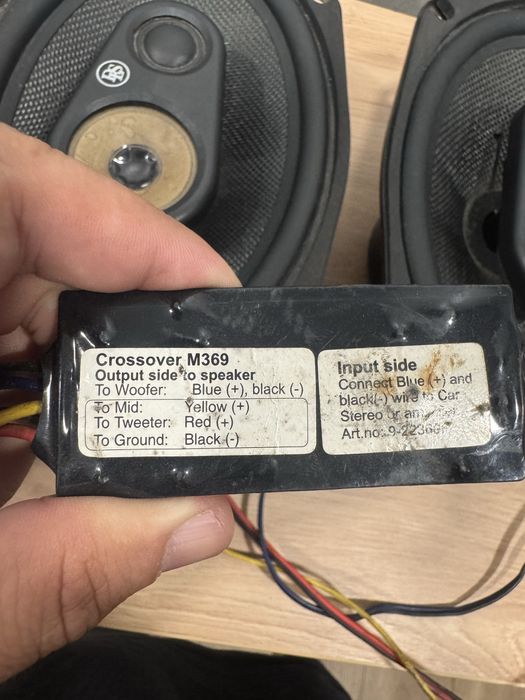 DLS
Crossover M369
Output side to speaker
To Woofer: Blue (+), black (-)
To Mid: Yellow (+)
To Tweeter: Red (+)
To Ground: Black (-)
Input side
Connect Blue (+) and
black(-) wire to Car
Stereo or
Art.no.: